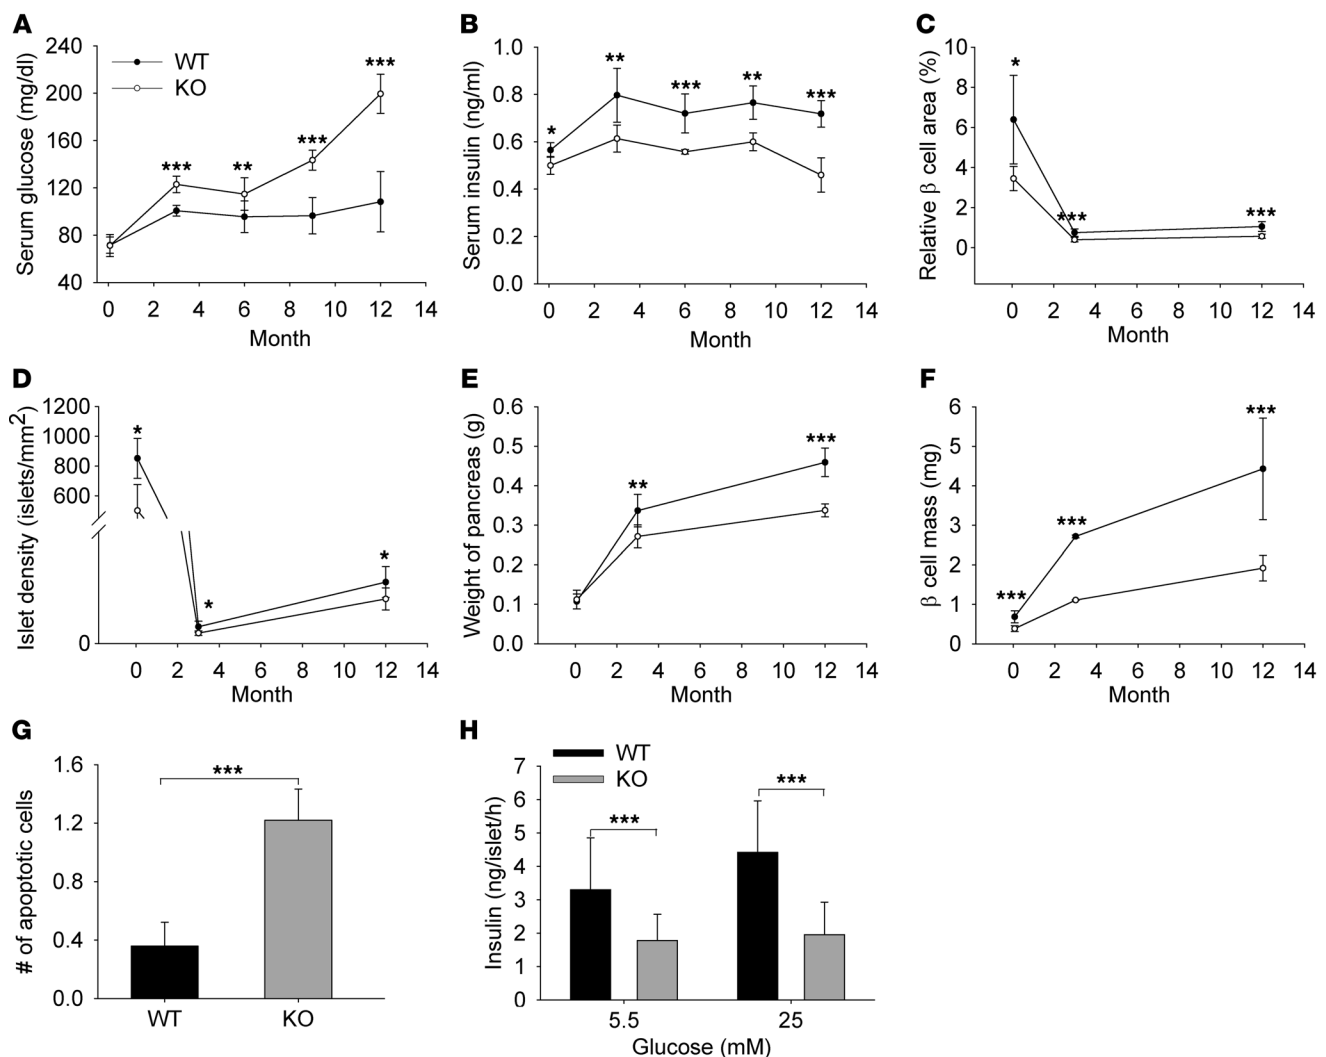 A
Serum glucose (mg/dl)
240
200
160
120
80
40
WT
KO
***
**
***
***
0 2 4 6 8 10 12 14
Month
B
Serum insulin (ng/ml)
1.0
0.8
0.6
0.4
0.2
0.0
*
**
***
**
***
0 2 4 6 8 10 12 14
Month
C
Relative β cell area (%)
10
8
6
4
2
0
*
***
***
0 2 4 6 8 10 12 14
Month
D
Islet density (islets/mm²)
1200
1000
800
600
0
*
*
*
0 2 4 6 8 10 12 14
Month
E
Weight of pancreas (g)
0.6
0.5
0.4
0.3
0.2
0.1
0.0
**
***
0 2 4 6 8 10 12 14
Month
F
β cell mass (mg)
6
5
4
3
2
1
0
***
***
***
0 2 4 6 8 10 12 14
Month
G
# of apoptotic cells
1.6
1.2
0.8
0.4
0.0
***
WT KO
H
WT
KO
Insulin (ng/islet/h)
7
6
5
4
3
2
1
0
***
***
5.5 25
Glucose (mM)